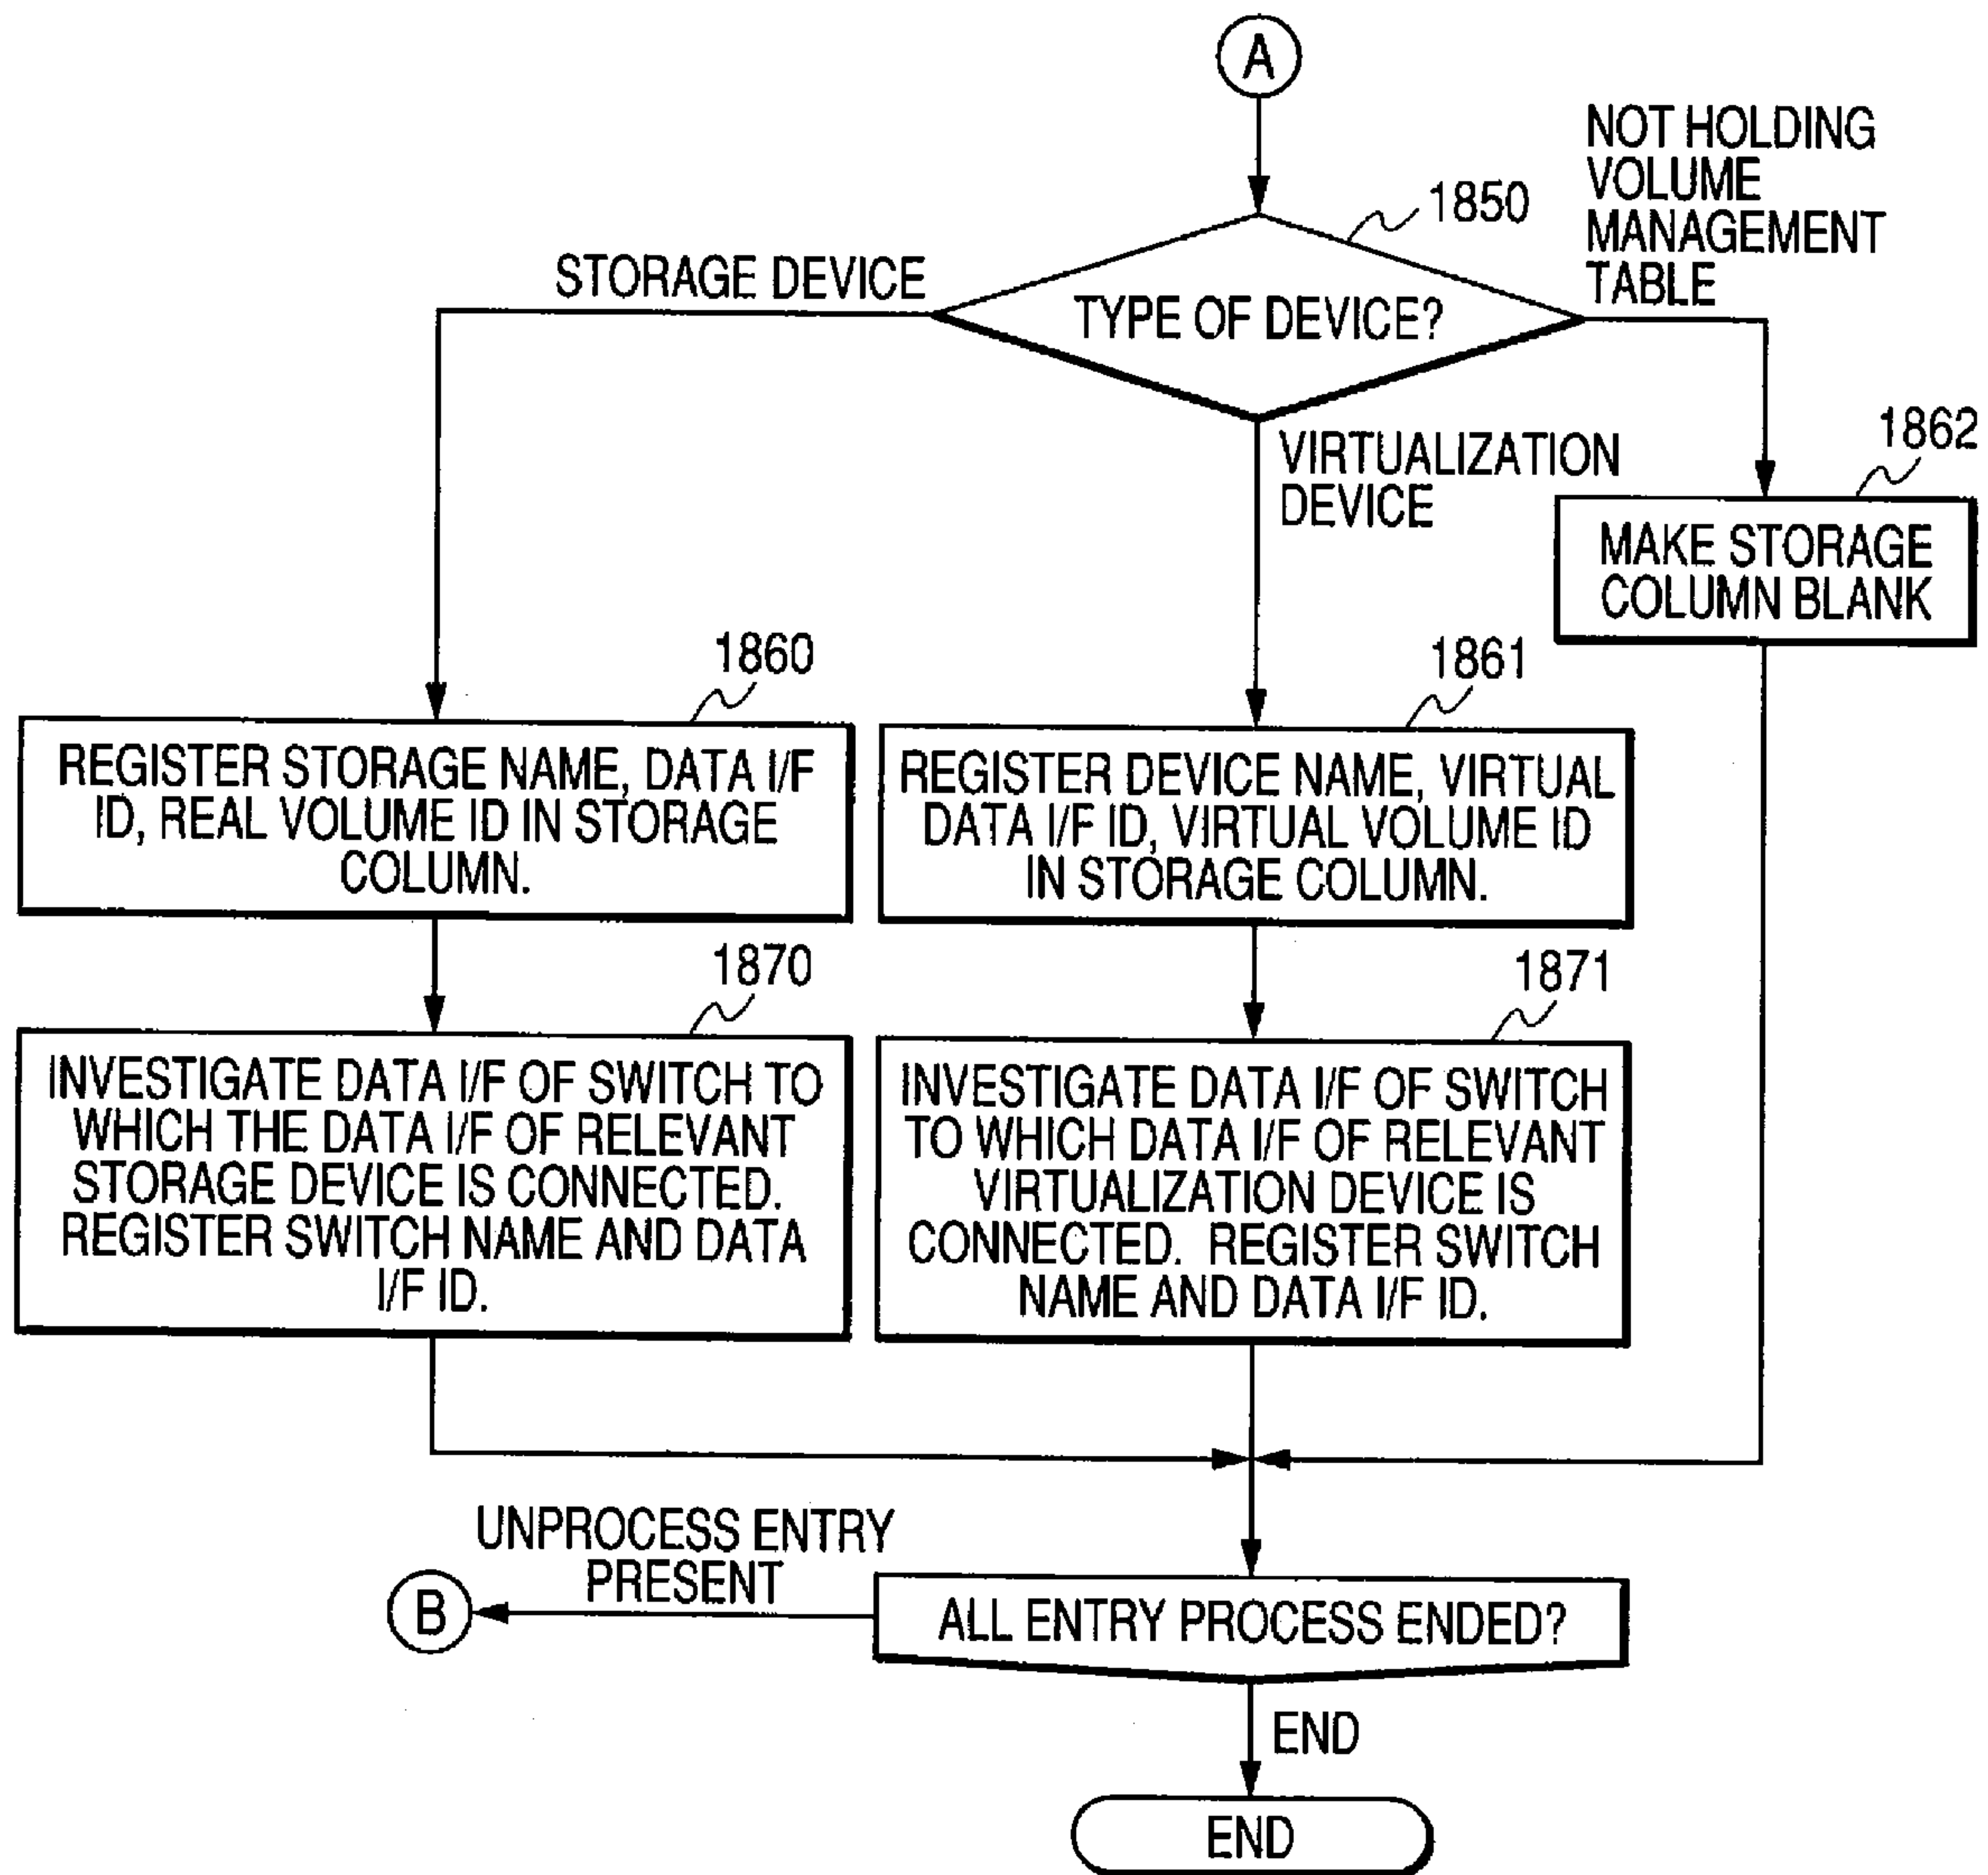 A
NOT HOLDING
VOLUME
MANAGEMENT
TABLE
1850
STORAGE DEVICE
TYPE OF DEVICE?
VIRTUALIZATION
DEVICE
1862
MAKE STORAGE
COLUMN BLANK
1860
REGISTER STORAGE NAME, DATA I/F
ID, REAL VOLUME ID IN STORAGE
COLUMN.
1861
REGISTER DEVICE NAME, VIRTUAL
DATA I/F ID, VIRTUAL VOLUME ID
IN STORAGE COLUMN.
1870
INVESTIGATE DATA I/F OF SWITCH TO
WHICH THE DATA I/F OF RELEVANT
STORAGE DEVICE IS CONNECTED.
REGISTER SWITCH NAME AND DATA
I/F ID.
1871
INVESTIGATE DATA I/F OF SWITCH
TO WHICH DATA I/F OF RELEVANT
VIRTUALIZATION DEVICE IS
CONNECTED. REGISTER SWITCH
NAME AND DATA I/F ID.
UNPROCESS ENTRY
PRESENT
B
ALL ENTRY PROCESS ENDED?
END
END